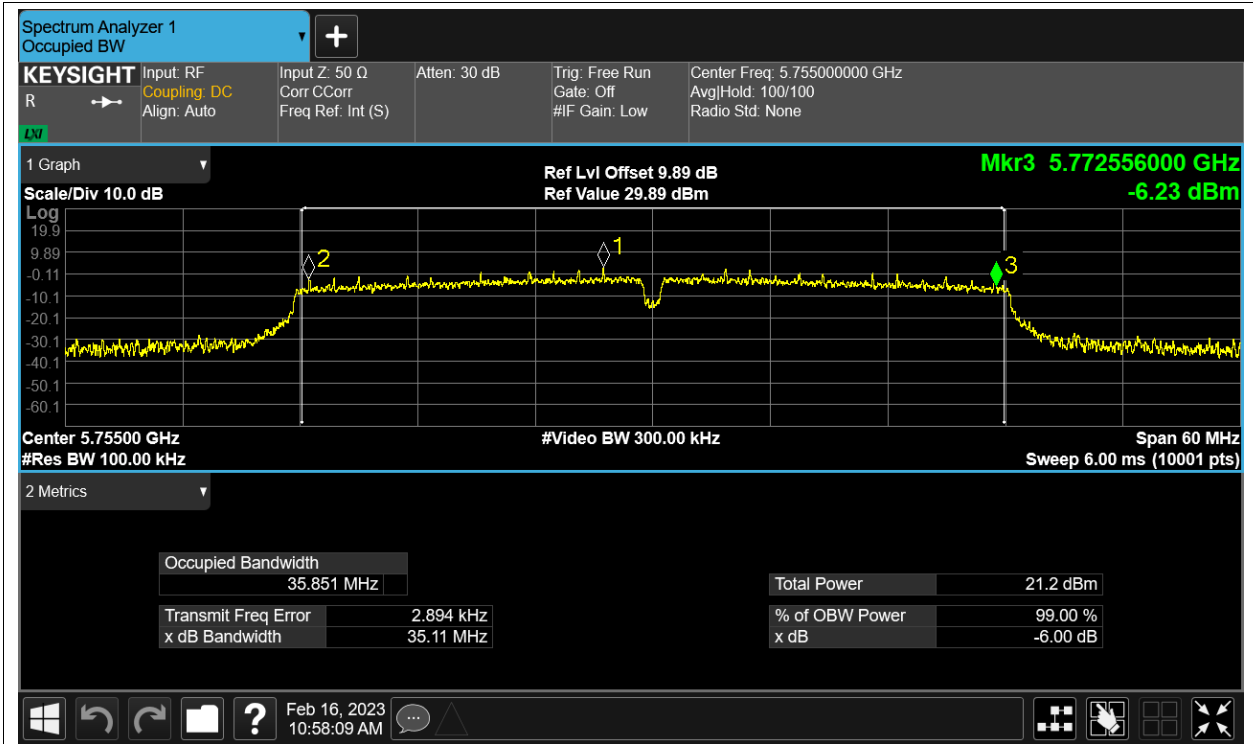 Spectrum Analyzer 1
Occupied BW
+
KEYSIGHT Input: RF Input Z: 50 Ω Atten: 30 dB Trig: Free Run Center Freq: 5.755000000 GHz
R Coupling: DC Corr CCorr Gate: Off Avg|Hold: 100/100
Align: Auto Freq Ref: Int (S) #IF Gain: Low Radio Std: None
LXI
1 Graph
Ref Lvl Offset 9.89 dB Mkr3 5.772556000 GHz
Scale/Div 10.0 dB Ref Value 29.89 dBm -6.23 dBm
Log
19.9
9.89
-0.11
-10.1
-20.1
-30.1
-40.1
-50.1
-60.1
2
1
3
Center 5.75500 GHz #Video BW 300.00 kHz Span 60 MHz
#Res BW 100.00 kHz Sweep 6.00 ms (10001 pts)
2 Metrics
Occupied Bandwidth
35.851 MHz
Total Power 21.2 dBm
Transmit Freq Error 2.894 kHz % of OBW Power 99.00 %
x dB Bandwidth 35.11 MHz x dB -6.00 dB
? Feb 16, 2023
10:58:09 AM